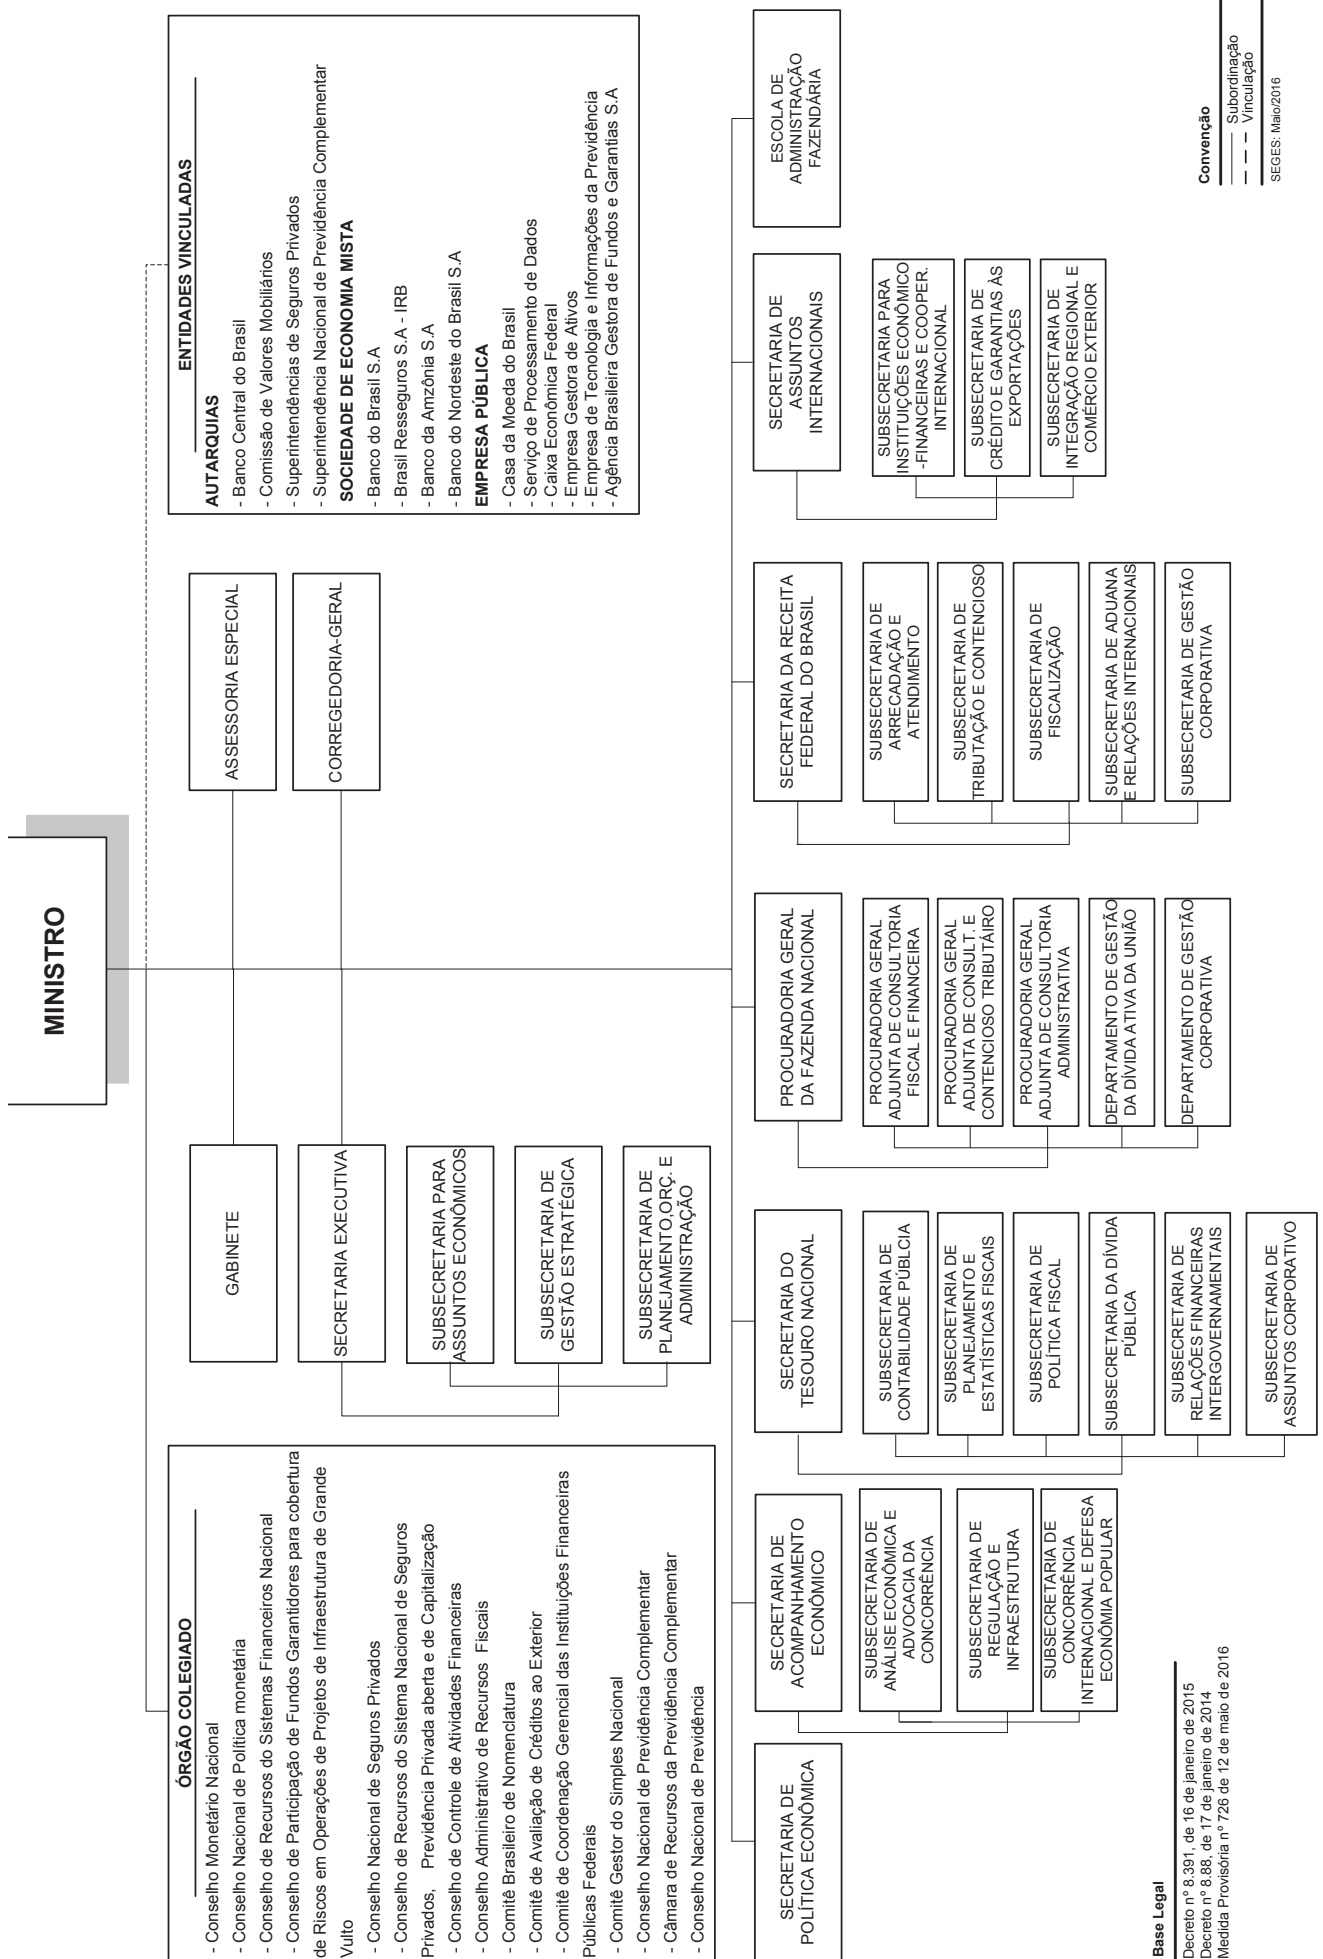 MINISTRO
ÓRGÃO COLEGIADO
- Conselho Monetário Nacional
- Conselho Nacional de Política monetária
- Conselho de Recursos do Sistemas Financeiros Nacional
- Conselho de Participação de Fundos Garantidores para cobertura
de Riscos em Operações de Projetos de Infraestrutura de Grande
Vulto
- Conselho Nacional de Seguros Privados
- Conselho de Recursos do Sistema Nacional de Seguros
Privados, Previdência Privada aberta e de Capitalização
- Conselho de Controle de Atividades Financeiras
- Conselho Administrativo de Recursos Fiscais
- Comitê Brasileiro de Nomenclatura
- Comitê de Avaliação de Créditos ao Exterior
- Comitê de Coordenação Gerencial das Instituições Financeiras
Públicas Federais
- Comitê Gestor do Simples Nacional
- Conselho Nacional de Previdência Complementar
- Câmara de Recursos da Previdência Complementar
- Conselho Nacional de Previdência
GABINETE
SECRETARIA EXECUTIVA
SUBSECRETARIA PARA
ASSUNTOS ECONÔMICOS
SUBSECRETARIA DE
GESTÃO ESTRATÉGICA
SUBSECRETARIA DE
PLANEJAMENTO,ORÇ. E
ADMINISTRAÇÃO
ASSESSORIA ESPECIAL
CORREGEDORIA-GERAL
ENTIDADES VINCULADAS
AUTARQUIAS
- Banco Central do Brasil
- Comissão de Valores Mobiliários
- Superintendências de Seguros Privados
- Superintendência Nacional de Previdência Complementar
SOCIEDADE DE ECONOMIA MISTA
- Banco do Brasil S.A
- Brasil Resseguros S.A - IRB
- Banco da Amzônia S.A
- Banco do Nordeste do Brasil S.A
EMPRESA PÚBLICA
- Casa da Moeda do Brasil
- Serviço de Processamento de Dados
- Caixa Econômica Federal
- Empresa Gestora de Ativos
- Empresa de Tecnologia e Informações da Previdência
- Agência Brasileira Gestora de Fundos e Garantias S.A
SECRETARIA DE
POLÍTICA ECONÔMICA
SECRETARIA DE
ACOMPANHAMENTO
ECONÔMICO
SUBSECRETARIA DE
ANÁLISE ECONÔMICA E
ADVOCACIA DA
CONCORRÊNCIA
SUBSECRETARIA DE
REGULAÇÃO E
INFRAESTRUTURA
SUBSECRETARIA DE
CONCORRÊNCIA
INTERNACIONAL E DEFESA
ECONÔMIA POPULAR
SECRETARIA DO
TESOURO NACIONAL
SUBSECRETARIA DE
CONTABILIDADE PÚBLCIA
SUBSECRETARIA DE
PLANEJAMENTO E
ESTATÍSTICAS FISCAIS
SUBSECRETARIA DE
POLÍTICA FISCAL
SUBSECRETARIA DA DÍVIDA
PÚBLICA
SUBSECRETARIA DE
RELAÇÕES FINANCEIRAS
INTERGOVERNAMENTAIS
SUBSECRETARIA DE
ASSUNTOS CORPORATIVO
PROCURADORIA GERAL
DA FAZENDA NACIONAL
PROCURADORIA GERAL
ADJUNTA DE CONSULTORIA
FISCAL E FINANCEIRA
PROCURADORIA GERAL
ADJUNTA DE CONSULT. E
CONTENCIOSO TRIBUTÁIRO
PROCURADORIA GERAL
ADJUNTA DE CONSULTORIA
ADMINISTRATIVA
DEPARTAMENTO DE GESTÃO
DA DÍVIDA ATIVA DA UNIÃO
DEPARTAMENTO DE GESTÃO
CORPORATIVA
SECRETARIA DA RECEITA
FEDERAL DO BRASIL
SUBSECRETARIA DE
ARRECADAÇÃO E
ATENDIMENTO
SUBSECRETARIA DE
TRIBUTAÇÃO E CONTENCIOSO
SUBSECRETARIA DE
FISCALIZAÇÃO
SUBSECRETARIA DE ADUANA
E RELAÇÕES INTERNACIONAIS
SUBSECRETARIA DE GESTÃO
CORPORATIVA
SECRETARIA DE
ASSUNTOS
INTERNACIONAIS
SUBSECRETARIA PARA
INSTITUIÇÕES ECONÔMICO
-FINANCEIRAS E COOPER.
INTERNACIONAL
SUBSECRETARIA DE
CRÉDITO E GARANTIAS ÀS
EXPORTAÇÕES
SUBSECRETARIA DE
INTEGRAÇÃO REGIONAL E
COMÉRCIO EXTERIOR
ESCOLA DE
ADMINISTRAÇÃO
FAZENDÁRIA
Base Legal
Decreto nº 8.391, de 16 de janeiro de 2015
Decreto nº 8.88, de 17 de janeiro de 2014
Medida Provisória nº 726 de 12 de maio de 2016
Convenção
Subordinação
Vinculação
SEGES: Maio/2016